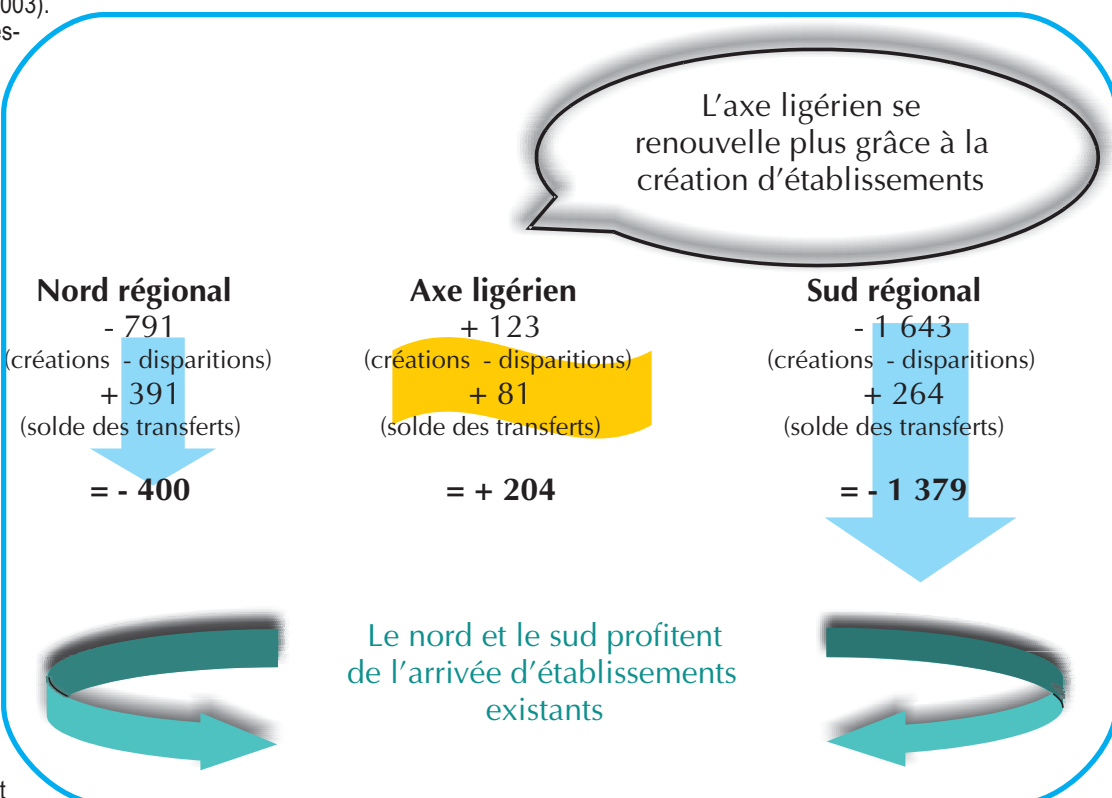 003).
es-
L'axe ligérien se
renouvelle plus grâce à la
création d'établissements
Nord régional
- 791
(créations - disparitions)
+ 391
(solde des transferts)
= - 400
Axe ligérien
+ 123
(créations - disparitions)
+ 81
(solde des transferts)
= + 204
Sud régional
- 1 643
(créations - disparitions)
+ 264
(solde des transferts)
= - 1 379
Le nord et le sud profitent
de l'arrivée d'établissements
existants
t